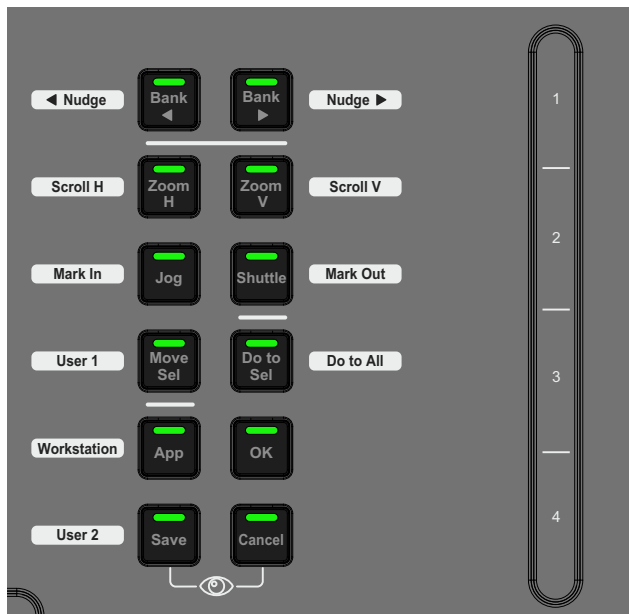 ◀ Nudge
Bank
◀
Bank
▶
Nudge ▶
1
Scroll H
Zoom
H
Zoom
V
Scroll V
2
Mark In
Jog
Shuttle
Mark Out
User 1
Move
Sel
Do to
Sel
Do to All
3
Workstation
App
OK
User 2
Save
Cancel
4